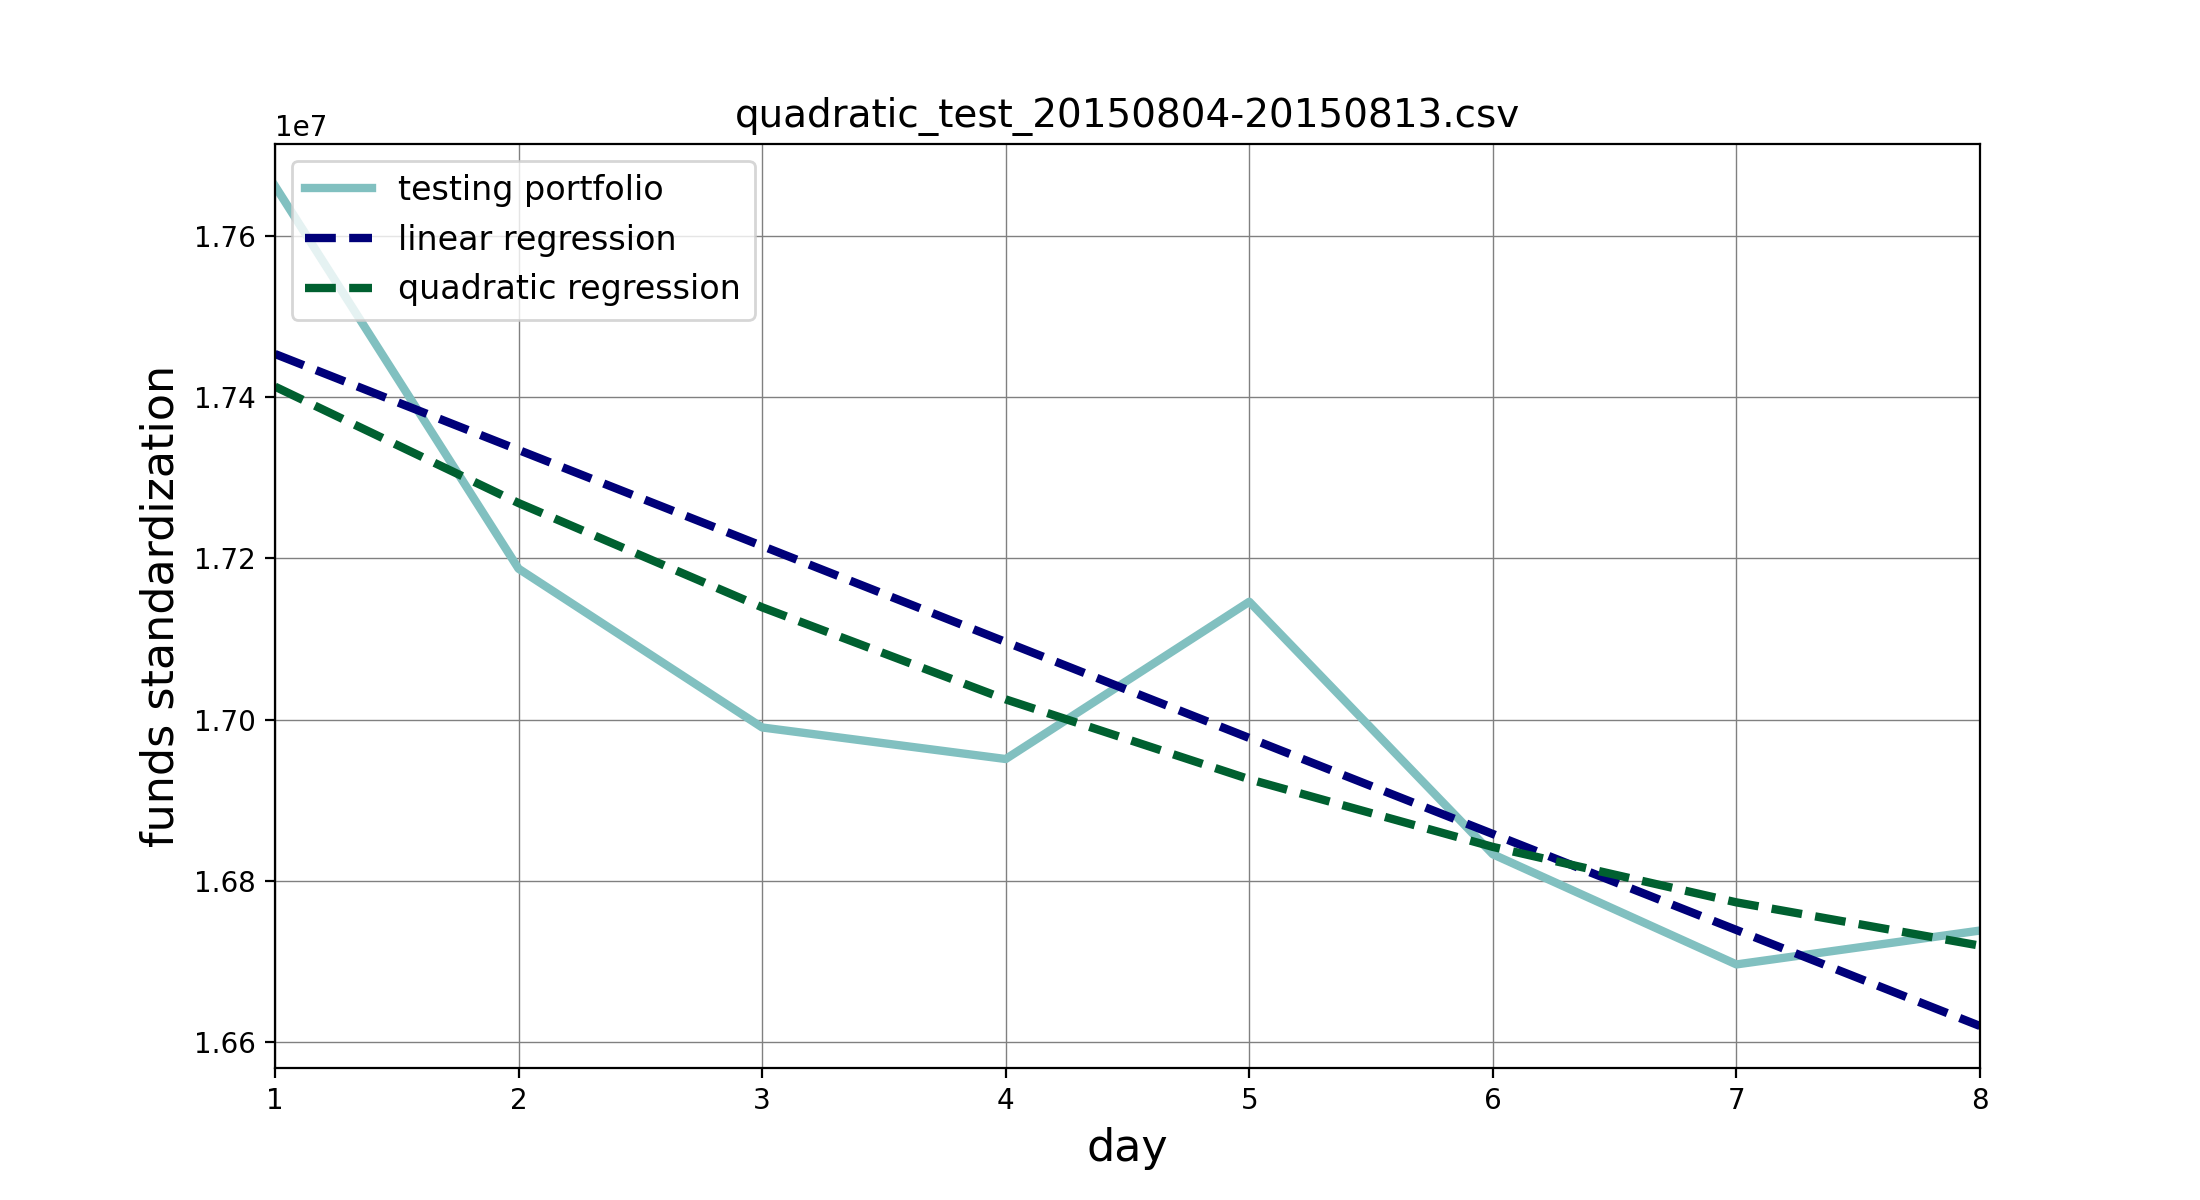 quadratic_test_20150804-20150813.csv
1e7
testing portfolio
linear regression
quadratic regression
1.76
1.74
1.72
1.70
1.68
1.66
funds standardization
1 2 3 4 5 6 7 8
day